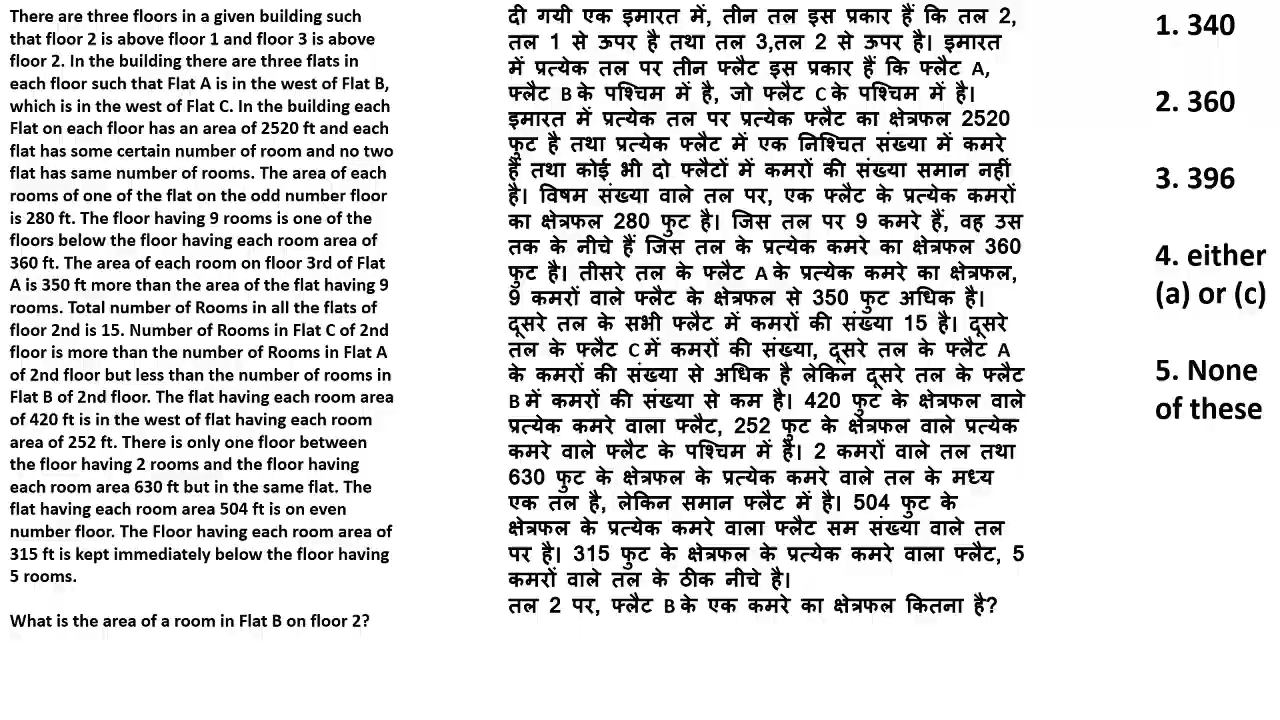 There are three floors in a given building such
that floor 2 is above floor 1 and floor 3 is above
floor 2. In the building there are three flats in
each floor such that Flat A is in the west of Flat B,
which is in the west of Flat C. In the building each
Flat on each floor has an area of 2520 ft and each
flat has some certain number of room and no two
flat has same number of rooms. The area of each
rooms of one of the flat on the odd number floor
is 280 ft. The floor having 9 rooms is one of the
floors below the floor having each room area of
360 ft. The area of each room on floor 3rd of Flat
A is 350 ft more than the area of the flat having 9
rooms. Total number of Rooms in all the flats of
floor 2nd is 15. Number of Rooms in Flat C of 2nd
floor is more than the number of Rooms in Flat A
of 2nd floor but less than the number of rooms in
Flat B of 2nd floor. The flat having each room area
of 420 ft is in the west of flat having each room
area of 252 ft. There is only one floor between
the floor having 2 rooms and the floor having
each room area 630 ft but in the same flat. The
flat having each room area 504 ft is on even
number floor. The Floor having each room area of
315 ft is kept immediately below the floor having
5 rooms.
What is the area of a room in Flat B on floor 2?
दी गयी एक इमारत में, तीन तल इस प्रकार हैं कि तल 2,
तल 1 से ऊपर है तथा तल 3,तल 2 से ऊपर है। इमारत
में प्रत्येक तल पर तीन फ्लैट इस प्रकार हैं कि फ्लैट A,
फ्लैट B के पश्चिम में है, जो फ्लैट C के पश्चिम में है।
इमारत में प्रत्येक तल पर प्रत्येक फ्लैट का क्षेत्रफल 2520
फुट है तथा प्रत्येक फ्लैट में एक निश्चित संख्या में कमरे
हैं तथा कोई भी दो फ्लैटों में कमरों की संख्या समान नहीं
है। विषम संख्या वाले तल पर, एक फ्लैट के प्रत्येक कमरों
का क्षेत्रफल 280 फुट है। जिस तल पर 9 कमरे हैं, वह उस
तक के नीचे हैं जिस तल के प्रत्येक कमरे का क्षेत्रफल 360
फुट है। तीसरे तल के फ्लैट A के प्रत्येक कमरे का क्षेत्रफल,
9 कमरों वाले फ्लैट के क्षेत्रफल से 350 फुट अधिक है।
दूसरे तल के सभी फ्लैट में कमरों की संख्या 15 है। दूसरे
तल के फ्लैट C में कमरों की संख्या, दूसरे तल के फ्लैट A
के कमरों की संख्या से अधिक है लेकिन दूसरे तल के फ्लैट
B में कमरों की संख्या से कम है। 420 फुट के क्षेत्रफल वाले
प्रत्येक कमरे वाला फ्लैट, 252 फुट के क्षेत्रफल वाले प्रत्येक
कमरे वाले फ्लैट के पश्चिम में है। 2 कमरों वाले तल तथा
630 फुट के क्षेत्रफल के प्रत्येक कमरे वाले तल के मध्य
एक तल है, लेकिन समान फ्लैट में है। 504 फुट के
क्षेत्रफल के प्रत्येक कमरे वाला फ्लैट सम संख्या वाले तल
पर है। 315 फुट के क्षेत्रफल के प्रत्येक कमरे वाला फ्लैट, 5
कमरों वाले तल के ठीक नीचे है।
तल 2 पर, फ्लैट B के एक कमरे का क्षेत्रफल कितना है?
1. 340
2. 360
3. 396
4. either
(a) or (c)
5. None
of these